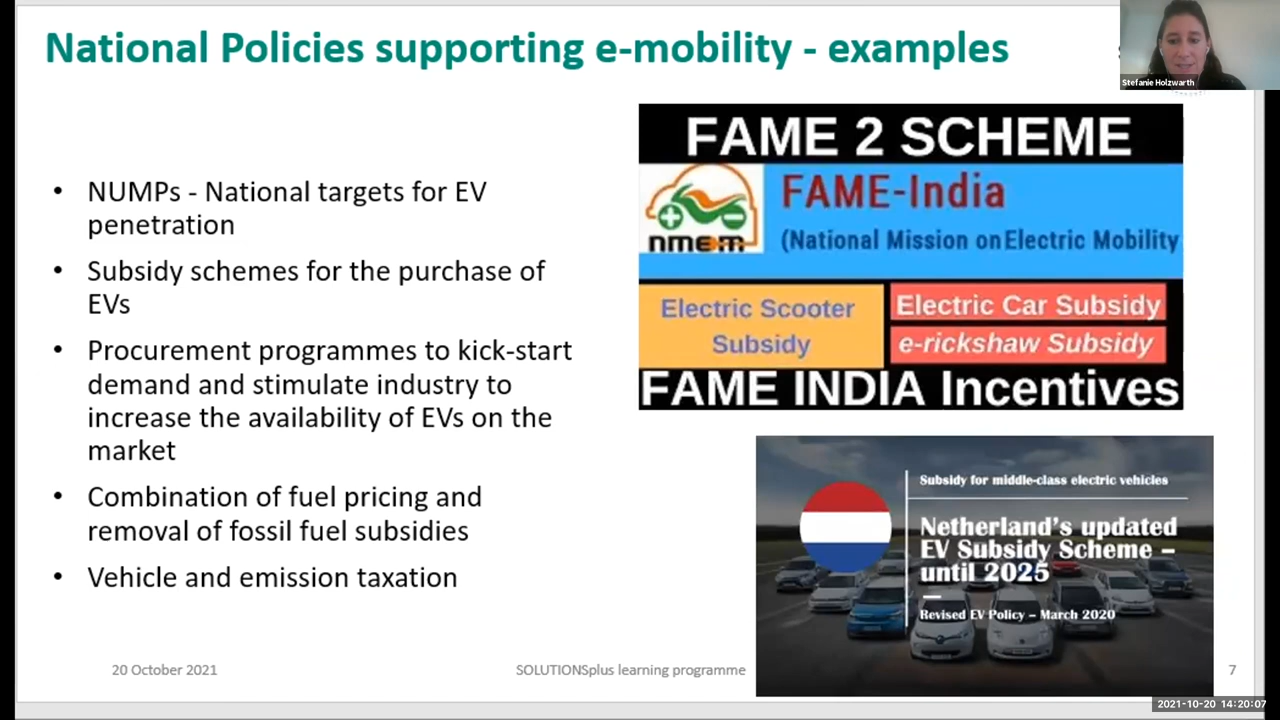 National Policies supporting e-mobility - examples
Stefanie Holzwarth
• NUMPs - National targets for EV
penetration
• Subsidy schemes for the purchase of
EVs
• Procurement programmes to kick-start
demand and stimulate industry to
increase the availability of EVs on the
market
• Combination of fuel pricing and
removal of fossil fuel subsidies
• Vehicle and emission taxation
FAME 2 SCHEME
nmem
FAME-India
(National Mission on Electric Mobility
Electric Scooter
Subsidy
Electric Car Subsidy
e-rickshaw Subsidy
FAME INDIA Incentives
Subsidy for middle-class electric vehicles
Netherland's updated
EV Subsidy Scheme –
until 2025
Revised EV Policy – March 2020
20 October 2021
SOLUTIONSplus learning programme
7
2021-10-20 14:20:07